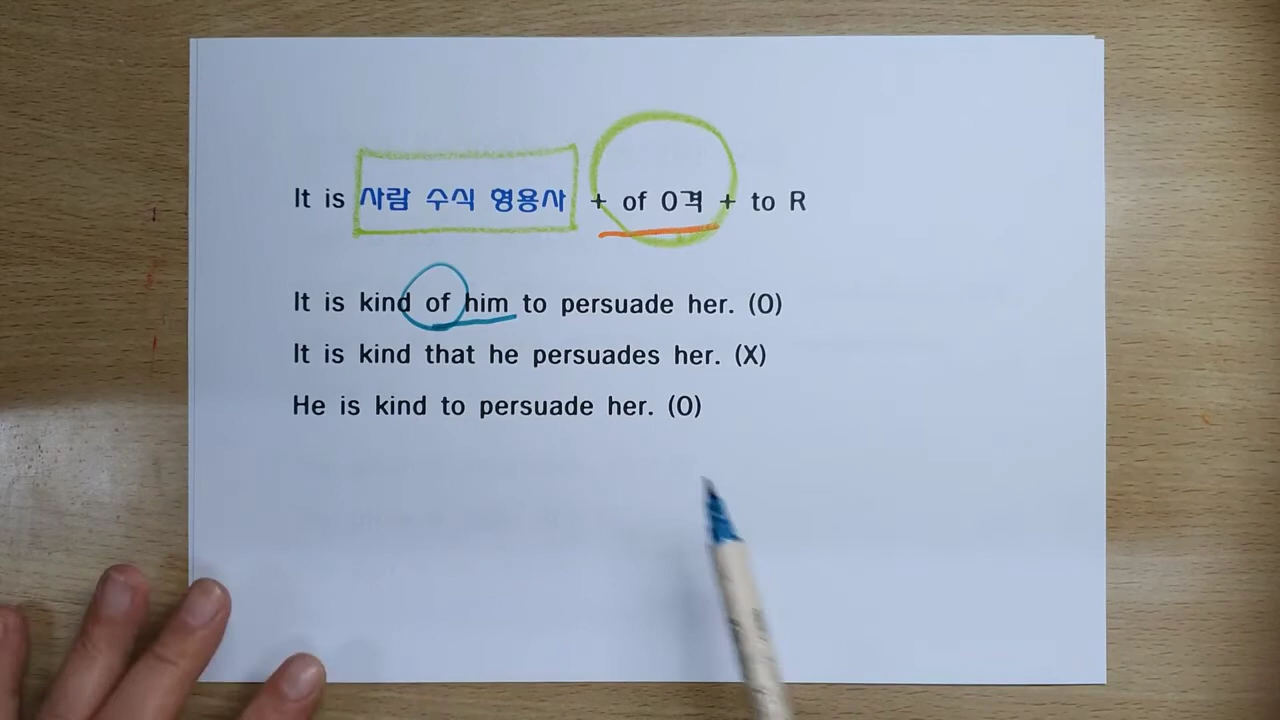 It is 사람 수식 형용사 + of O격 + to R
It is kind of him to persuade her. (O)
It is kind that he persuades her. (X)
He is kind to persuade her. (O)